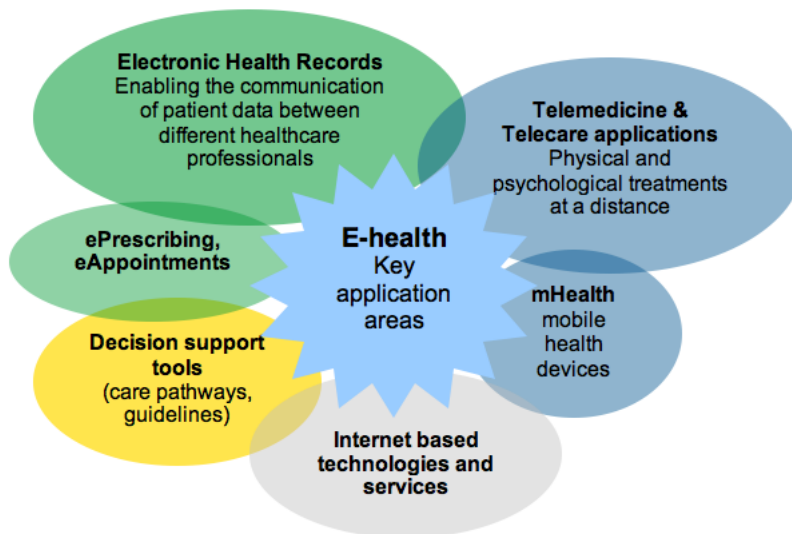 Electronic Health Records
Enabling the communication
of patient data between
different healthcare
professionals
Telemedicine &
Telecare applications
Physical and
psychological treatments
at a distance
ePrescribing,
eAppointments
E-health
Key
application
areas
mHealth
mobile
health
devices
Decision support
tools
(care pathways,
guidelines)
Internet based
technologies and
services